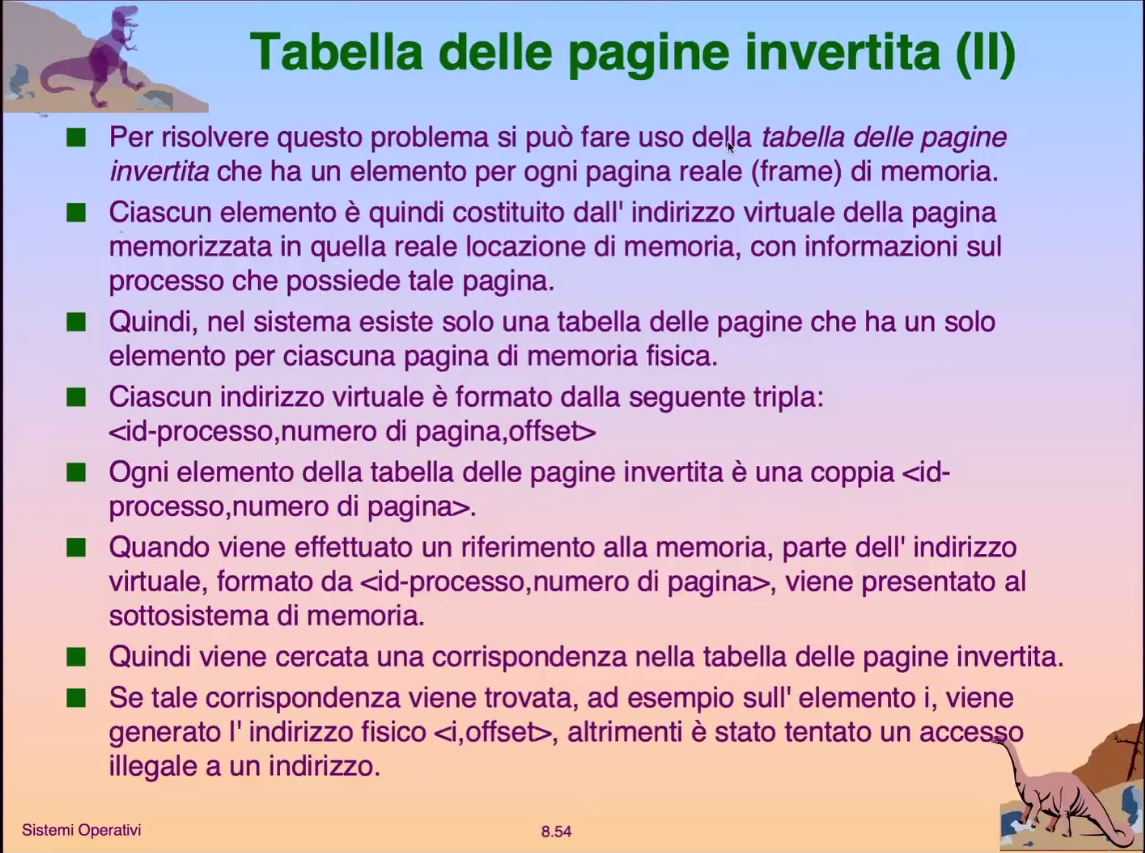 Tabella delle pagine invertita (II)
Per risolvere questo problema si può fare uso della tabella delle pagine
invertita che ha un elemento per ogni pagina reale (frame) di memoria.
Ciascun elemento è quindi costituito dall' indirizzo virtuale della pagina
memorizzata in quella reale locazione di memoria, con informazioni sul
processo che possiede tale pagina.
Quindi, nel sistema esiste solo una tabella delle pagine che ha un solo
elemento per ciascuna pagina di memoria fisica.
Ciascun indirizzo virtuale è formato dalla seguente tripla:
<id-processo,numero di pagina,offset>
Ogni elemento della tabella delle pagine invertita è una coppia <id-
processo,numero di pagina>.
Quando viene effettuato un riferimento alla memoria, parte dell' indirizzo
virtuale, formato da <id-processo,numero di pagina>, viene presentato al
sottosistema di memoria.
Quindi viene cercata una corrispondenza nella tabella delle pagine invertita.
Se tale corrispondenza viene trovata, ad esempio sull' elemento i, viene
generato l' indirizzo fisico <i,offset>, altrimenti è stato tentato un accesso
illegale a un indirizzo.
Sistemi Operativi
8.54